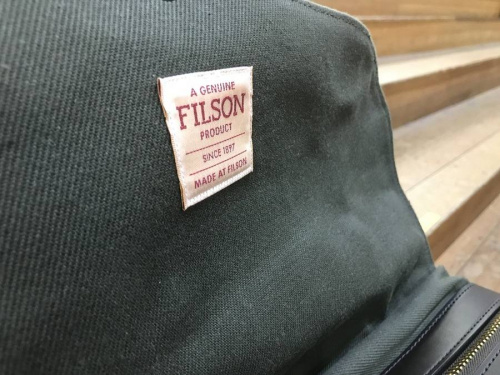 A GENUINE
FILSON
PRODUCT
SINCE 1897
MADE AT FILSON